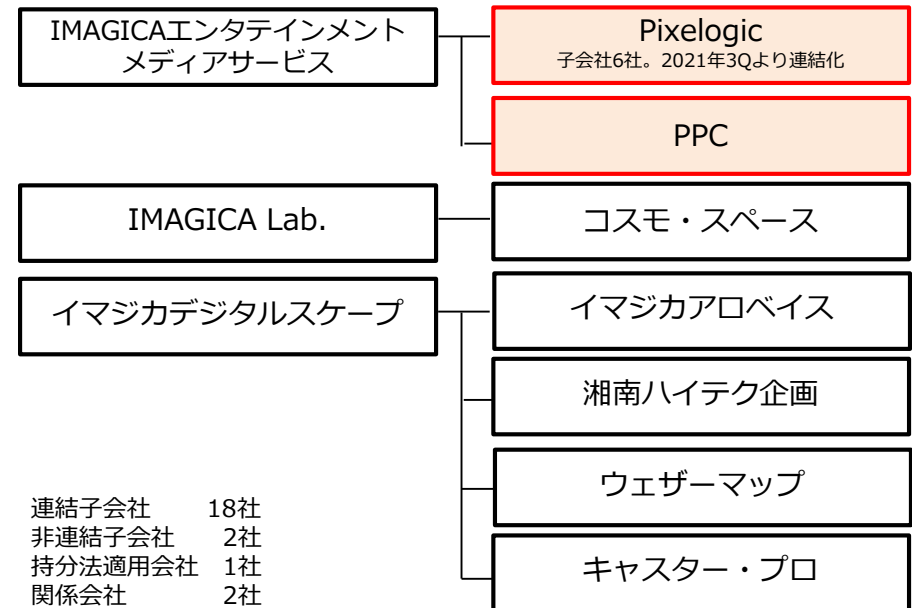 IMAGICAエンタテインメント
メディアサービス
Pixelogic
子会社6社。2021年3Qより連結化
PPC
IMAGICA Lab.
コスモ・スペース
イマジカデジタルスケープ
イマジカアロベイス
湘南ハイテク企画
ウェザーマップ
キャスター・プロ
連結子会社 18社
非連結子会社 2社
持分法適用会社 1社
関係会社 2社